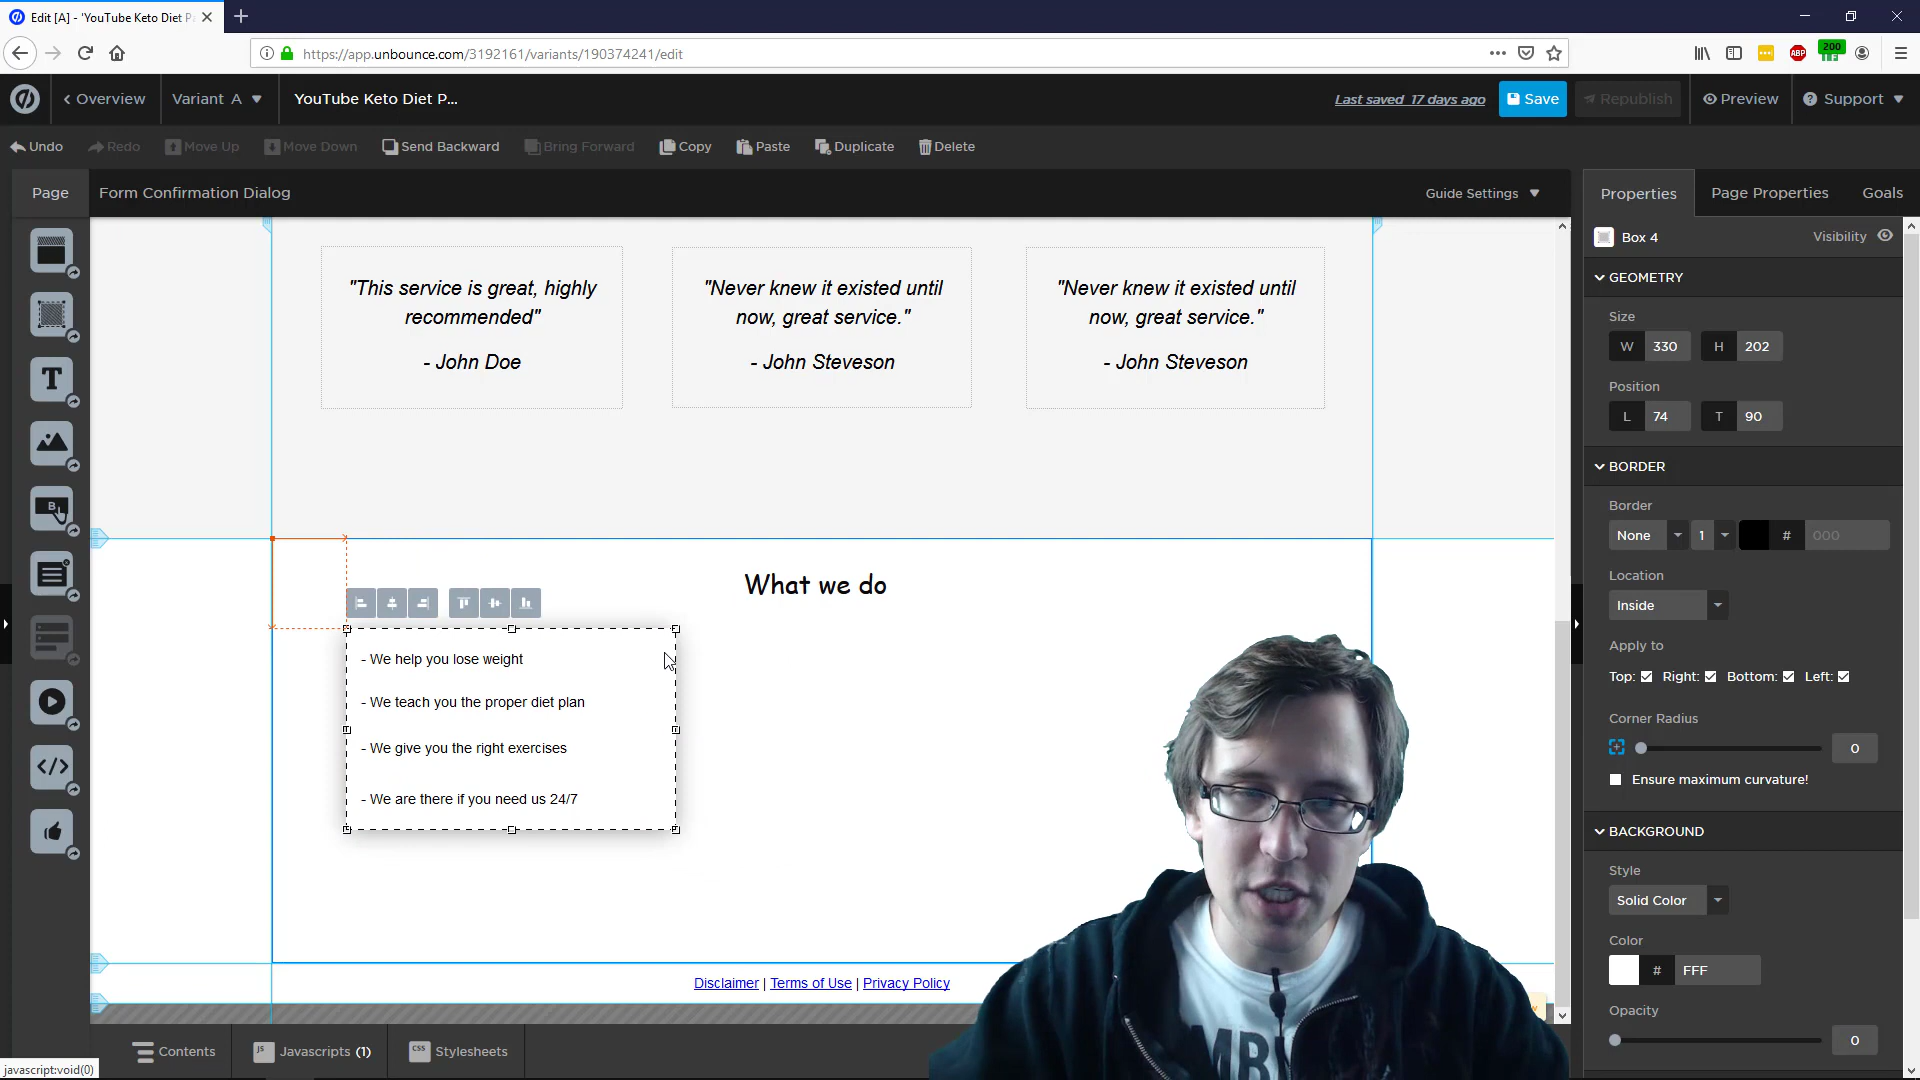 Edit [A] - 'YouTube Keto Diet P
https://app.unbounce.com/3192161/variants/190374241/edit
ABP
200
Overview
Variant A
YouTube Keto Diet P...
Last saved 17 days ago
Save
Republish
Preview
Support
Undo
Redo
Move Up
Move Down
Send Backward
Bring Forward
Copy
Paste
Duplicate
Delete
Page
Form Confirmation Dialog
Guide Settings
Properties
Page Properties
Goals
"This service is great, highly
recommended"
- John Doe
"Never knew it existed until
now, great service."
- John Steveson
"Never knew it existed until
now, great service."
- John Steveson
What we do
- We help you lose weight
- We teach you the proper diet plan
- We give you the right exercises
- We are there if you need us 24/7
Disclaimer | Terms of Use | Privacy Policy
Box 4
Visibility
GEOMETRY
Size
W 330 H 202
Position
L 74 T 90
BORDER
Border
None 1 # 000
Location
Inside
Apply to
Top: Right: Bottom: Left:
Corner Radius
0
Ensure maximum curvature!
BACKGROUND
Style
Solid Color
Color
# FFF
Opacity
0
T
B
Contents
JS Javascripts (1)
CSS Stylesheets
javascript:void(0)